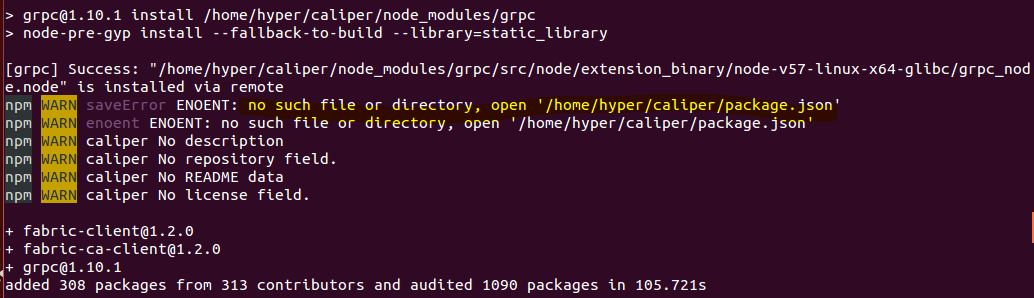 > grpc@1.10.1 install /home/hyper/caliper/node_modules/grpc
> node-pre-gyp install --fallback-to-build --library=static_library
[grpc] Success: "/home/hyper/caliper/node_modules/grpc/src/node/extension_binary/node-v57-linux-x64-glibc/grpc_nod
e.node" is installed via remote
npm WARN saveError ENOENT: no such file or directory, open '/home/hyper/caliper/package.json'
npm WARN enoent ENOENT: no such file or directory, open '/home/hyper/caliper/package.json'
npm WARN caliper No description
npm WARN caliper No repository field.
npm WARN caliper No README data
npm WARN caliper No license field.
+ fabric-client@1.2.0
+ fabric-ca-client@1.2.0
+ grpc@1.10.1
added 308 packages from 313 contributors and audited 1090 packages in 105.721s